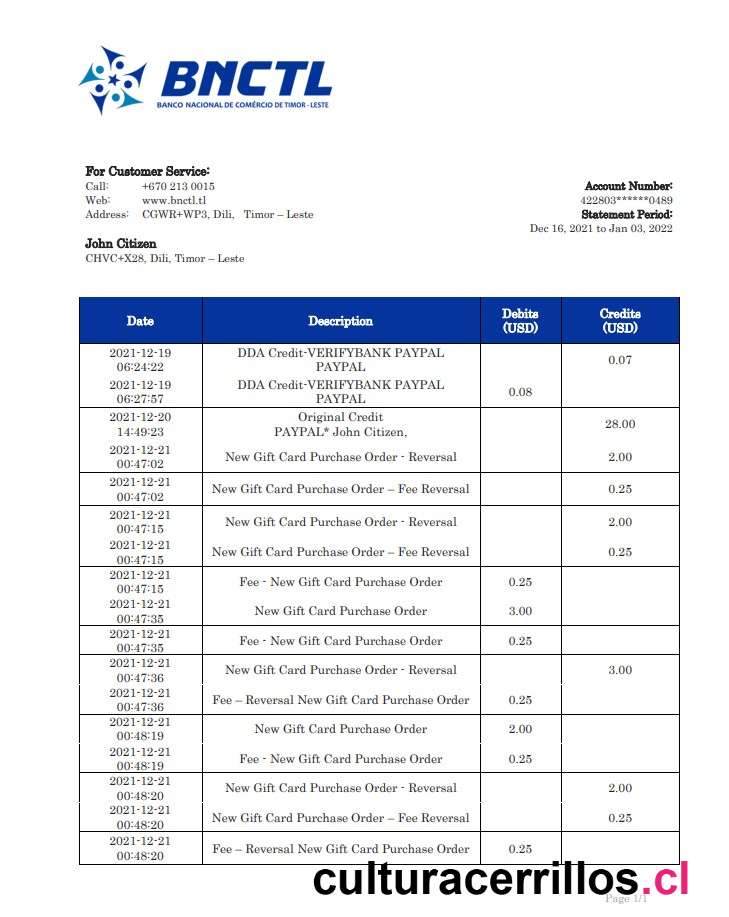 BNCTL
BANCO NACIONAL DE COMÉRCIO DE TIMOR - LESTE
For Customer Service:
Call: +670 213 0015
Web: www.bnctl.tl
Address: CGWR+WP3, Dili, Timor – Leste
Account Number:
422803******0489
Statement Period:
Dec 16, 2021 to Jan 03, 2022
John Citizen
CHVC+X28, Dili, Timor – Leste
Date Description Debits (USD) Credits (USD)
2021-12-19 06:24:22 DDA Credit-VERIFYBANK PAYPAL PAYPAL 0.07
2021-12-19 06:27:57 DDA Credit-VERIFYBANK PAYPAL PAYPAL 0.08
2021-12-20 14:49:23 Original Credit PAYPAL* John Citizen, 28.00
2021-12-21 00:47:02 New Gift Card Purchase Order - Reversal 2.00
2021-12-21 00:47:02 New Gift Card Purchase Order – Fee Reversal 0.25
2021-12-21 00:47:15 New Gift Card Purchase Order - Reversal 2.00
2021-12-21 00:47:15 New Gift Card Purchase Order – Fee Reversal 0.25
2021-12-21 00:47:15 Fee - New Gift Card Purchase Order 0.25
2021-12-21 00:47:35 New Gift Card Purchase Order 3.00
2021-12-21 00:47:35 Fee - New Gift Card Purchase Order 0.25
2021-12-21 00:47:36 New Gift Card Purchase Order - Reversal 3.00
2021-12-21 00:47:36 Fee – Reversal New Gift Card Purchase Order 0.25
2021-12-21 00:48:19 New Gift Card Purchase Order 2.00
2021-12-21 00:48:19 Fee - New Gift Card Purchase Order 0.25
2021-12-21 00:48:20 New Gift Card Purchase Order - Reversal 2.00
2021-12-21 00:48:20 New Gift Card Purchase Order – Fee Reversal 0.25
2021-12-21 00:48:20 Fee – Reversal New Gift Card Purchase Order 0.25
culturacerrillos.cl
Page 1/1